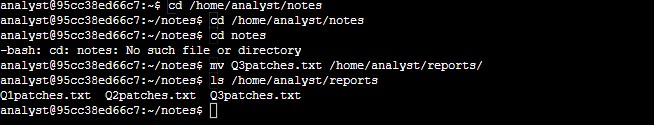 analyst@95cc38ed66c7:~$ cd /home/analyst/notes
analyst@95cc38ed66c7:~/notes$ cd /home/analyst/notes
analyst@95cc38ed66c7:~/notes$ cd notes
-bash: cd: notes: No such file or directory
analyst@95cc38ed66c7:~/notes$ mv Q3patches.txt /home/analyst/reports/
analyst@95cc38ed66c7:~/notes$ ls /home/analyst/reports
Q1patches.txt  Q2patches.txt  Q3patches.txt
analyst@95cc38ed66c7:~/notes$